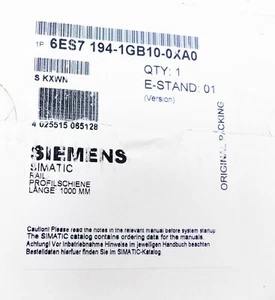 1P 6ES7 194-1GB10-0XA0
QTY: 1
S KXWN
E-STAND: 01
(Version)
4 025515 065128
ORIGINAL PACKING
SIEMENS
SIMATIC
RAIL
PROFILSCHIENE
LÄNGE: 1000 MM
Caution! Please read the notes in the relevant manual before system startup
The SIMATIC catalog contains ordering data for the manuals.
Achtung! Vor Inbetriebnahme Hinweise im jeweiligen Handbuch beachten
Bestelldaten hierfuer finden Sie im SIMATIC-Katalog